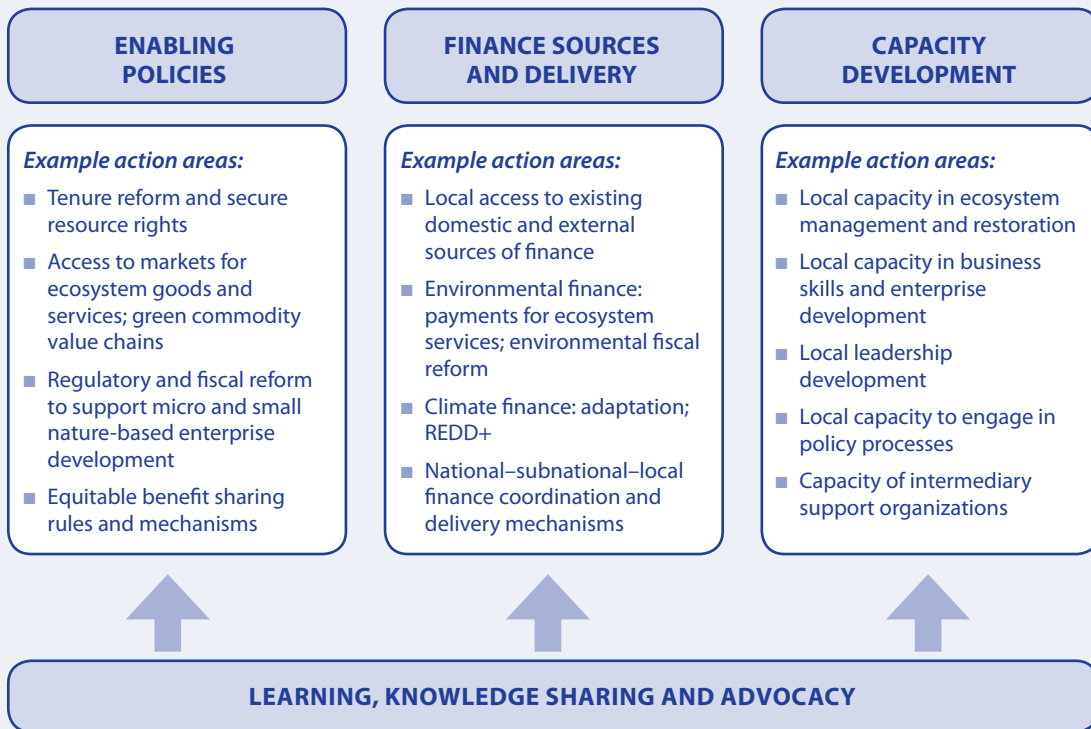 ENABLING
POLICIES
Example action areas:
■ Tenure reform and secure
resource rights
■ Access to markets for
ecosystem goods and
services; green commodity
value chains
■ Regulatory and fiscal reform
to support micro and small
nature-based enterprise
development
■ Equitable benefit sharing
rules and mechanisms
FINANCE SOURCES
AND DELIVERY
Example action areas:
■ Local access to existing
domestic and external
sources of finance
■ Environmental finance:
payments for ecosystem
services; environmental fiscal
reform
■ Climate finance: adaptation;
REDD+
■ National–subnational–local
finance coordination and
delivery mechanisms
CAPACITY
DEVELOPMENT
Example action areas:
■ Local capacity in ecosystem
management and restoration
■ Local capacity in business
skills and enterprise
development
■ Local leadership
development
■ Local capacity to engage in
policy processes
■ Capacity of intermediary
support organizations
LEARNING, KNOWLEDGE SHARING AND ADVOCACY